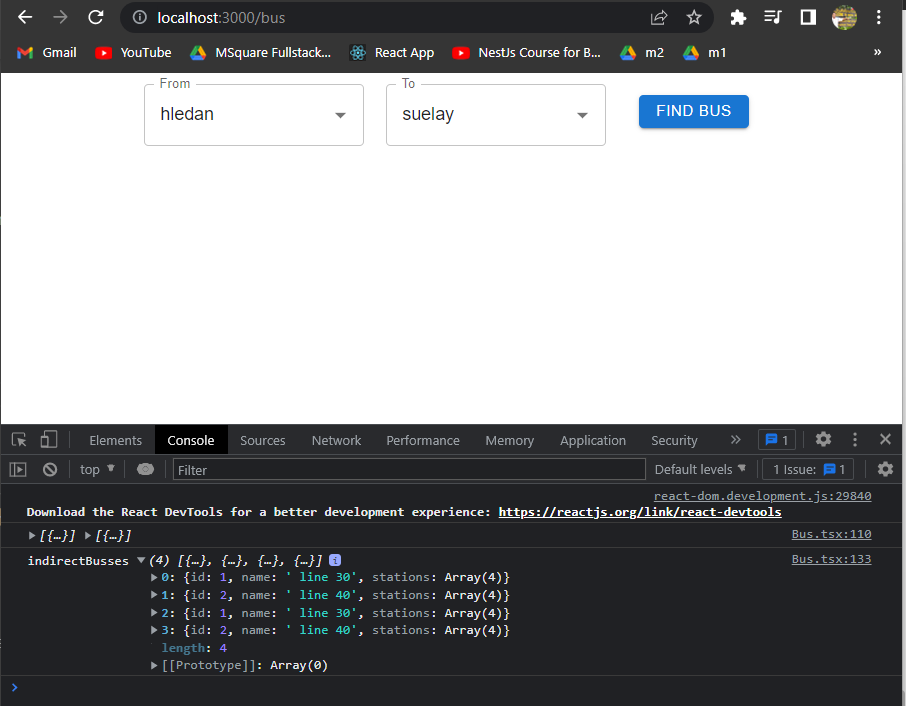 localhost:3000/bus
Gmail YouTube MSquare Fullstack... React App NestJs Course for B... m2 m1 »
From To
hledan suelay FIND BUS
Elements Console Sources Network Performance Memory Application Security » 1
top Filter Default levels 1 Issue: 1
react-dom.development.js:29840
Download the React DevTools for a better development experience: https://reactjs.org/link/react-devtools
[{…}] [{…}] Bus.tsx:110
indirectBusses (4) [{…}, {…}, {…}, {…}] i Bus.tsx:133
0: {id: 1, name: ' line 30', stations: Array(4)}
1: {id: 2, name: ' line 40', stations: Array(4)}
2: {id: 1, name: ' line 30', stations: Array(4)}
3: {id: 2, name: ' line 40', stations: Array(4)}
length: 4
[[Prototype]]: Array(0)